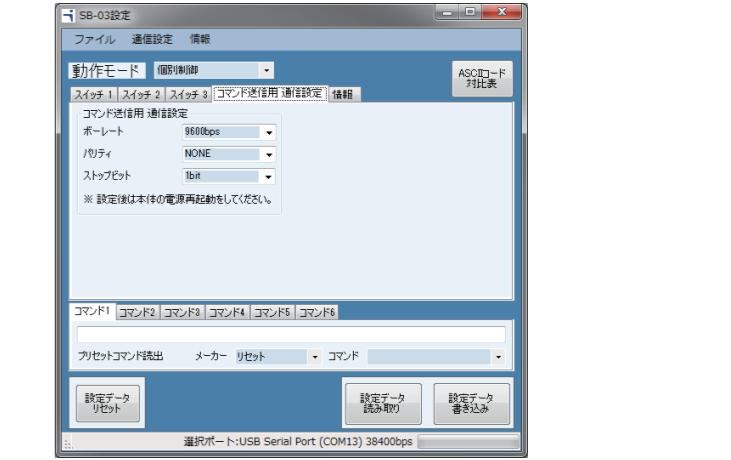 SB-03設定
ファイル 通信設定 情報
動作モード 個別制御
ASCIIコード
対比表
スイッチ 1 スイッチ 2 スイッチ 3 コマンド送信用 通信設定 情報
コマンド送信用 通信設定
ボーレート 9600bps
パリティ NONE
ストップビット 1bit
※ 設定後は本体の電源再起動をしてください。
コマンド1 コマンド2 コマンド3 コマンド4 コマンド5 コマンド6
プリセットコマンド読出 メーカー リセット コマンド
設定データ
リセット
設定データ
読み取り
設定データ
書き込み
選択ポート:USB Serial Port (COM13) 38400bps